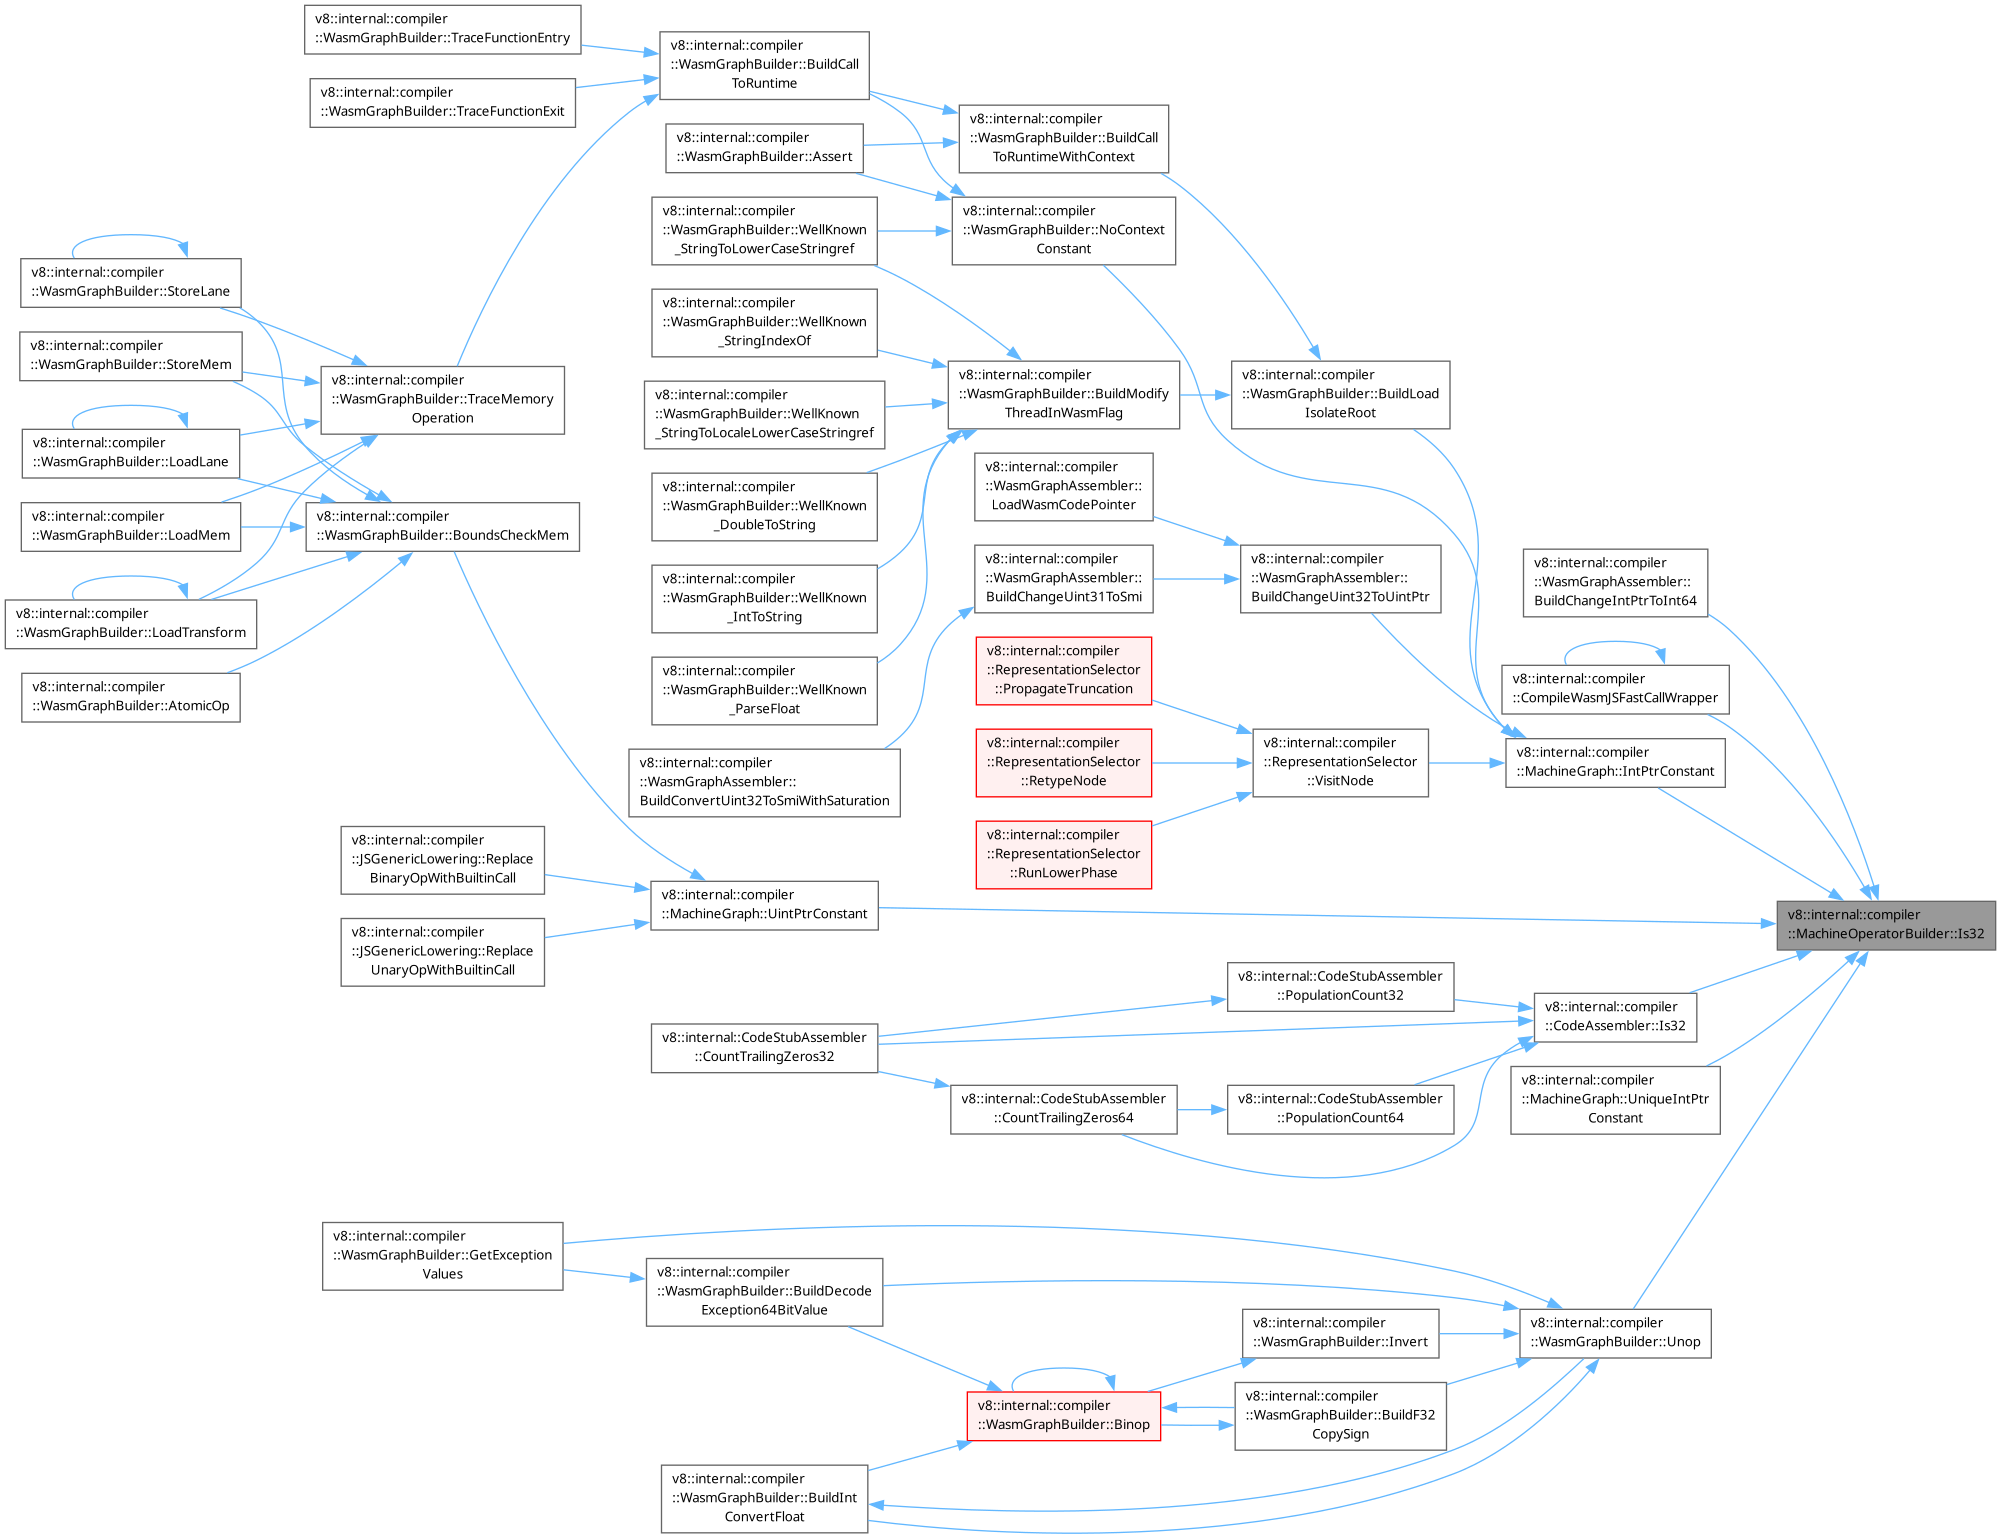 v8::internal::compiler
::WasmGraphBuilder::TraceFunctionEntry
v8::internal::compiler
::WasmGraphBuilder::TraceFunctionExit
v8::internal::compiler
::WasmGraphBuilder::StoreLane
v8::internal::compiler
::WasmGraphBuilder::StoreMem
v8::internal::compiler
::WasmGraphBuilder::LoadLane
v8::internal::compiler
::WasmGraphBuilder::LoadMem
v8::internal::compiler
::WasmGraphBuilder::LoadTransform
v8::internal::compiler
::WasmGraphBuilder::AtomicOp
v8::internal::compiler
::WasmGraphBuilder::TraceMemory
Operation
v8::internal::compiler
::WasmGraphBuilder::BoundsCheckMem
v8::internal::compiler
::JSGenericLowering::Replace
BinaryOpWithBuiltinCall
v8::internal::compiler
::JSGenericLowering::Replace
UnaryOpWithBuiltinCall
v8::internal::compiler
::WasmGraphBuilder::GetException
Values
v8::internal::compiler
::WasmGraphBuilder::BuildCall
ToRuntime
v8::internal::compiler
::WasmGraphBuilder::Assert
v8::internal::compiler
::WasmGraphBuilder::WellKnown
_StringToLowerCaseStringref
v8::internal::compiler
::WasmGraphBuilder::WellKnown
_StringIndexOf
v8::internal::compiler
::WasmGraphBuilder::WellKnown
_StringToLocaleLowerCaseStringref
v8::internal::compiler
::WasmGraphBuilder::WellKnown
_DoubleToString
v8::internal::compiler
::WasmGraphBuilder::WellKnown
_IntToString
v8::internal::compiler
::WasmGraphBuilder::WellKnown
_ParseFloat
v8::internal::compiler
::WasmGraphAssembler::
BuildConvertUint32ToSmiWithSaturation
v8::internal::compiler
::MachineGraph::UintPtrConstant
v8::internal::CodeStubAssembler
::CountTrailingZeros32
v8::internal::compiler
::WasmGraphBuilder::BuildDecode
Exception64BitValue
v8::internal::compiler
::WasmGraphBuilder::BuildInt
ConvertFloat
v8::internal::compiler
::WasmGraphBuilder::BuildCall
ToRuntimeWithContext
v8::internal::compiler
::WasmGraphBuilder::NoContext
Constant
v8::internal::compiler
::WasmGraphBuilder::BuildModify
ThreadInWasmFlag
v8::internal::compiler
::WasmGraphAssembler::
LoadWasmCodePointer
v8::internal::compiler
::WasmGraphAssembler::
BuildChangeUint31ToSmi
v8::internal::compiler
::RepresentationSelector
::PropagateTruncation
v8::internal::compiler
::RepresentationSelector
::RetypeNode
v8::internal::compiler
::RepresentationSelector
::RunLowerPhase
v8::internal::CodeStubAssembler
::CountTrailingZeros64
v8::internal::compiler
::WasmGraphBuilder::Binop
v8::internal::compiler
::WasmGraphBuilder::BuildLoad
IsolateRoot
v8::internal::compiler
::WasmGraphAssembler::
BuildChangeUint32ToUintPtr
v8::internal::compiler
::RepresentationSelector
::VisitNode
v8::internal::CodeStubAssembler
::PopulationCount32
v8::internal::CodeStubAssembler
::PopulationCount64
v8::internal::compiler
::WasmGraphBuilder::Invert
v8::internal::compiler
::WasmGraphBuilder::BuildF32
CopySign
v8::internal::compiler
::WasmGraphAssembler::
BuildChangeIntPtrToInt64
v8::internal::compiler
::CompileWasmJSFastCallWrapper
v8::internal::compiler
::MachineGraph::IntPtrConstant
v8::internal::compiler
::CodeAssembler::Is32
v8::internal::compiler
::MachineGraph::UniqueIntPtr
Constant
v8::internal::compiler
::WasmGraphBuilder::Unop
v8::internal::compiler
::MachineOperatorBuilder::Is32